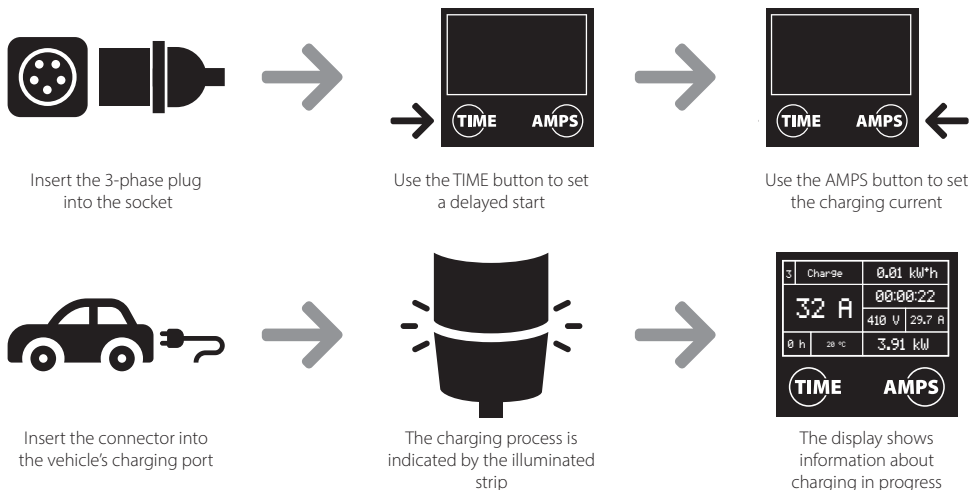 TIME AMPS
TIME AMPS
Insert the 3-phase plug
into the socket
Use the TIME button to set
a delayed start
Use the AMPS button to set
the charging current
3 Charge 0.01 kW*h
32 A
00:00:22
410 V 29.7 A
0 h 20 °C 3.91 kW
TIME AMPS
Insert the connector into
the vehicle's charging port
The charging process is
indicated by the illuminated
strip
The display shows
information about
charging in progress